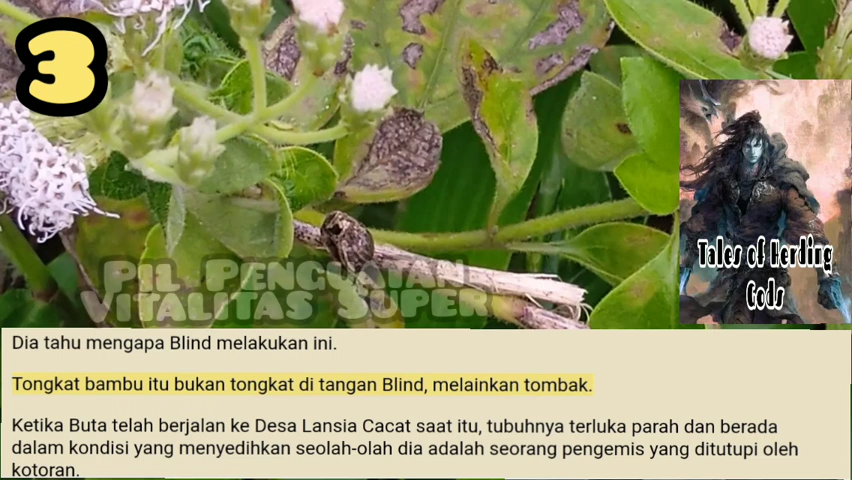 3
Tales of Herding
Gods
Pil Penguatan
Vitalitas Super
Dia tahu mengapa Blind melakukan ini.
Tongkat bambu itu bukan tongkat di tangan Blind, melainkan tombak.
Ketika Buta telah berjalan ke Desa Lansia Cacat saat itu, tubuhnya terluka parah dan berada
dalam kondisi yang menyedihkan seolah-olah dia adalah seorang pengemis yang ditutupi oleh
kotoran.